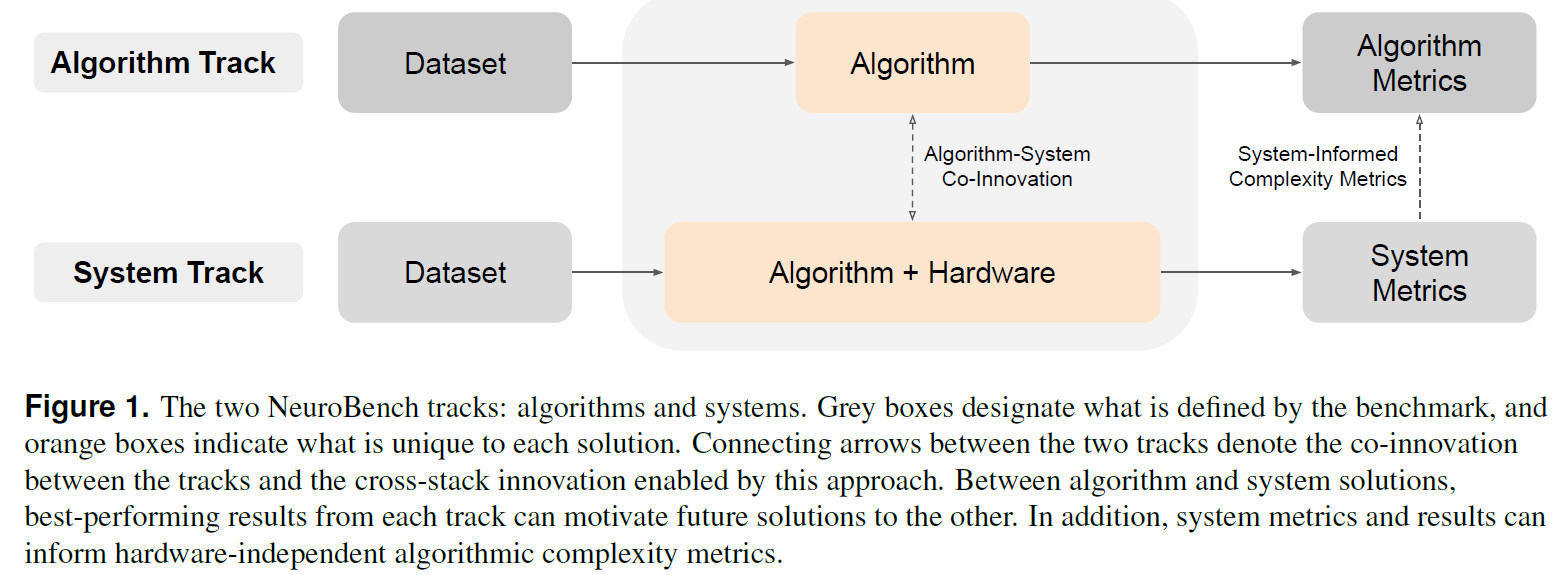 Algorithm Track
Dataset
Algorithm
Algorithm
Metrics
Algorithm-System
Co-Innovation
System-Informed
Complexity Metrics
System Track
Dataset
Algorithm + Hardware
System
Metrics
Figure 1. The two NeuroBench tracks: algorithms and systems. Grey boxes designate what is defined by the benchmark, and
orange boxes indicate what is unique to each solution. Connecting arrows between the two tracks denote the co-innovation
between the tracks and the cross-stack innovation enabled by this approach. Between algorithm and system solutions,
best-performing results from each track can motivate future solutions to the other. In addition, system metrics and results can
inform hardware-independent algorithmic complexity metrics.